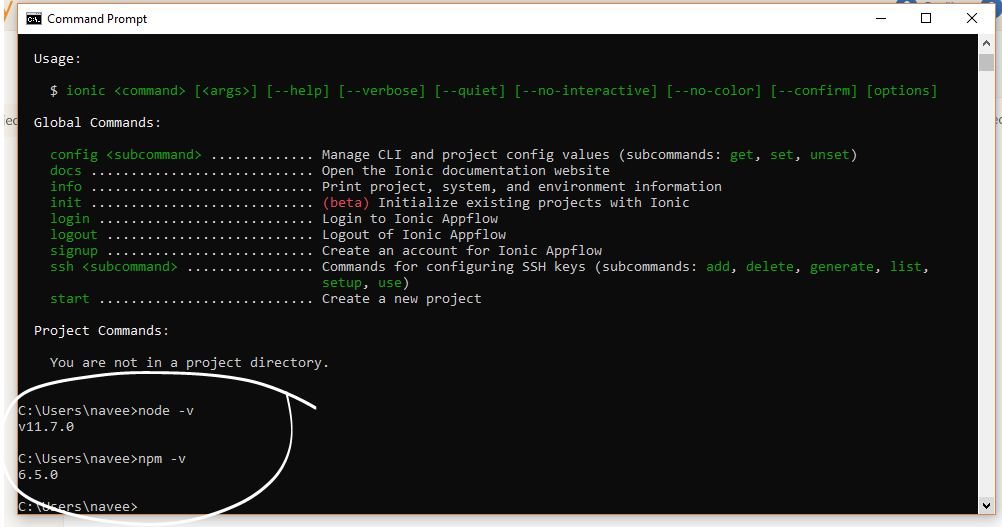 Command Prompt
Usage:
$ ionic <command> [<args>] [--help] [--verbose] [--quiet] [--no-interactive] [--no-color] [--confirm] [options]
Global Commands:
config <subcommand> ............. Manage CLI and project config values (subcommands: get, set, unset)
docs ............................ Open the Ionic documentation website
info ............................ Print project, system, and environment information
init ............................ (beta) Initialize existing projects with Ionic
login ........................... Login to Ionic Appflow
logout .......................... Logout of Ionic Appflow
signup .......................... Create an account for Ionic Appflow
ssh <subcommand> ................ Commands for configuring SSH keys (subcommands: add, delete, generate, list,
setup, use)
start ........................... Create a new project
Project Commands:
You are not in a project directory.
C:\Users\navee>node -v
v11.7.0
C:\Users\navee>npm -v
6.5.0
C:\Users\navee>